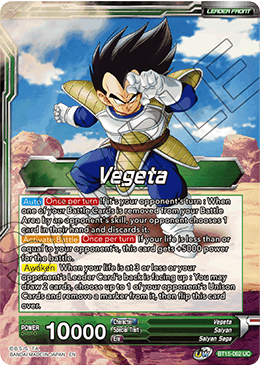 LEADER FRONT
Vegeta
Auto Once per turn If it's your opponent's turn : When
one of your Battle Cards is removed from your Battle
Area by an opponent's skill, your opponent chooses 1
card in their hand and discards it.
Activate: Battle Once per turn If your life is less than or
equal to your opponent's, this card gets +5000 power
for the battle.
Awaken When your life is at 3 or less or your
opponent's Leader Card's back is facing up : You may
draw 2 cards, choose up to 1 of your opponent's Unison
Cards and remove a marker from it, then flip this card
over.
POWER 10000
Character Vegeta
Special Trait Saiyan
Era Saiyan Saga
BANDAI MADE IN JAPAN EN
BT15-062 UC